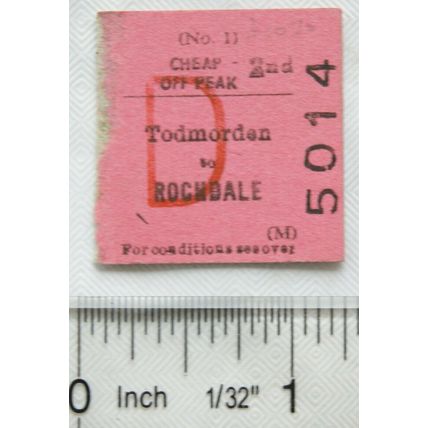 (No. 1)
CHEAP - 2nd
OFF PEAK
D
Todmorden
to
ROCHDALE
(M)
For conditions see over
5014
0 Inch 1/32" 1